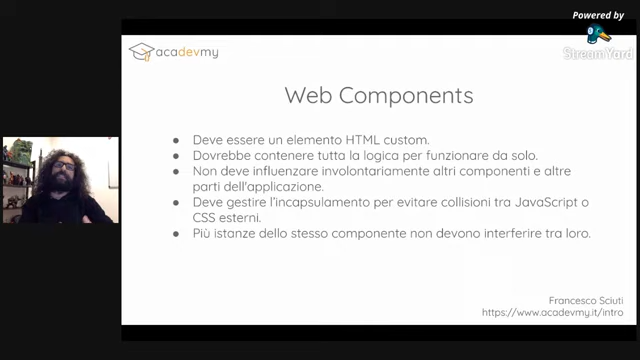 Powered by
StreamYard
acadevmy
Web Components
● Deve essere un elemento HTML custom.
● Dovrebbe contenere tutta la logica per funzionare da solo.
● Non deve influenzare involontariamente altri componenti e altre
parti dell'applicazione.
● Deve gestire l'incapsulamento per evitare collisioni tra JavaScript o
CSS esterni.
● Più istanze dello stesso componente non devono interferire tra loro.
Francesco Sciuti
https://www.acadevmy.it/intro